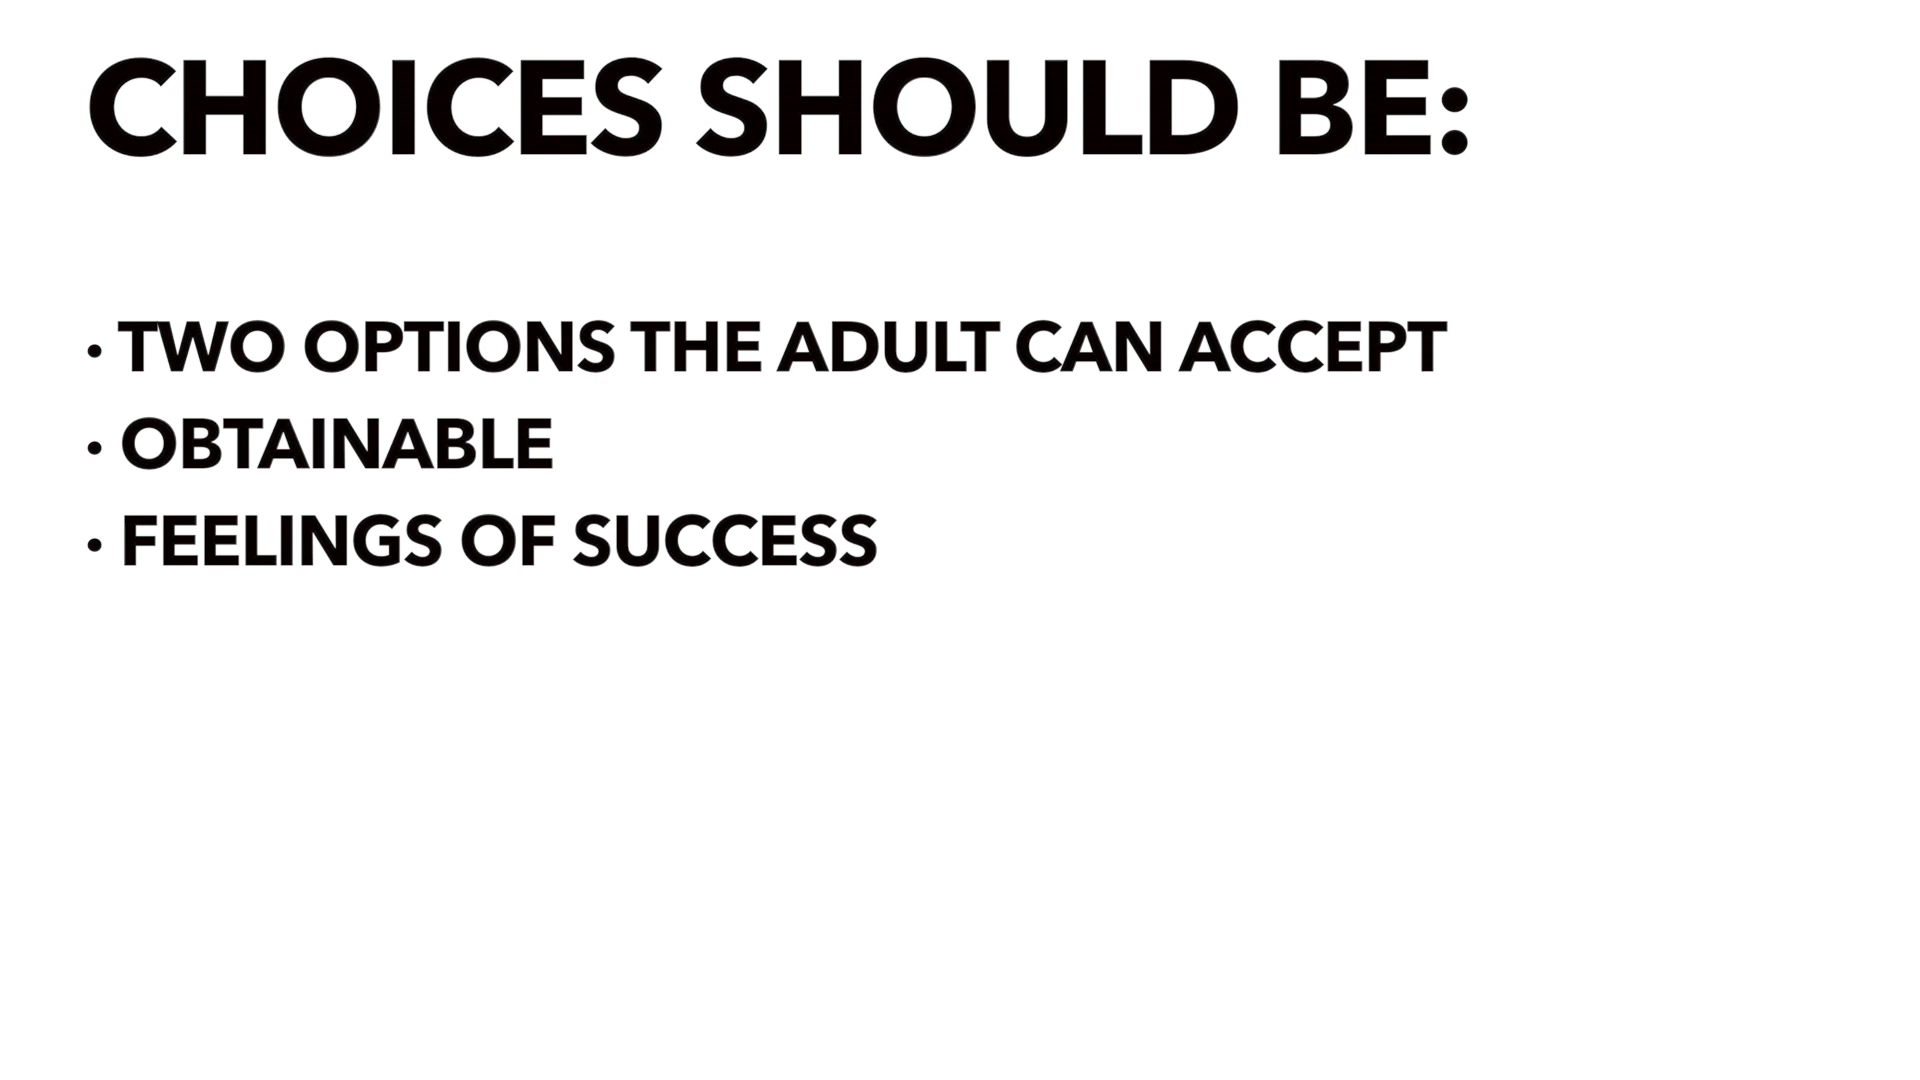 CHOICES SHOULD BE:
• TWO OPTIONS THE ADULT CAN ACCEPT
• OBTAINABLE
• FEELINGS OF SUCCESS